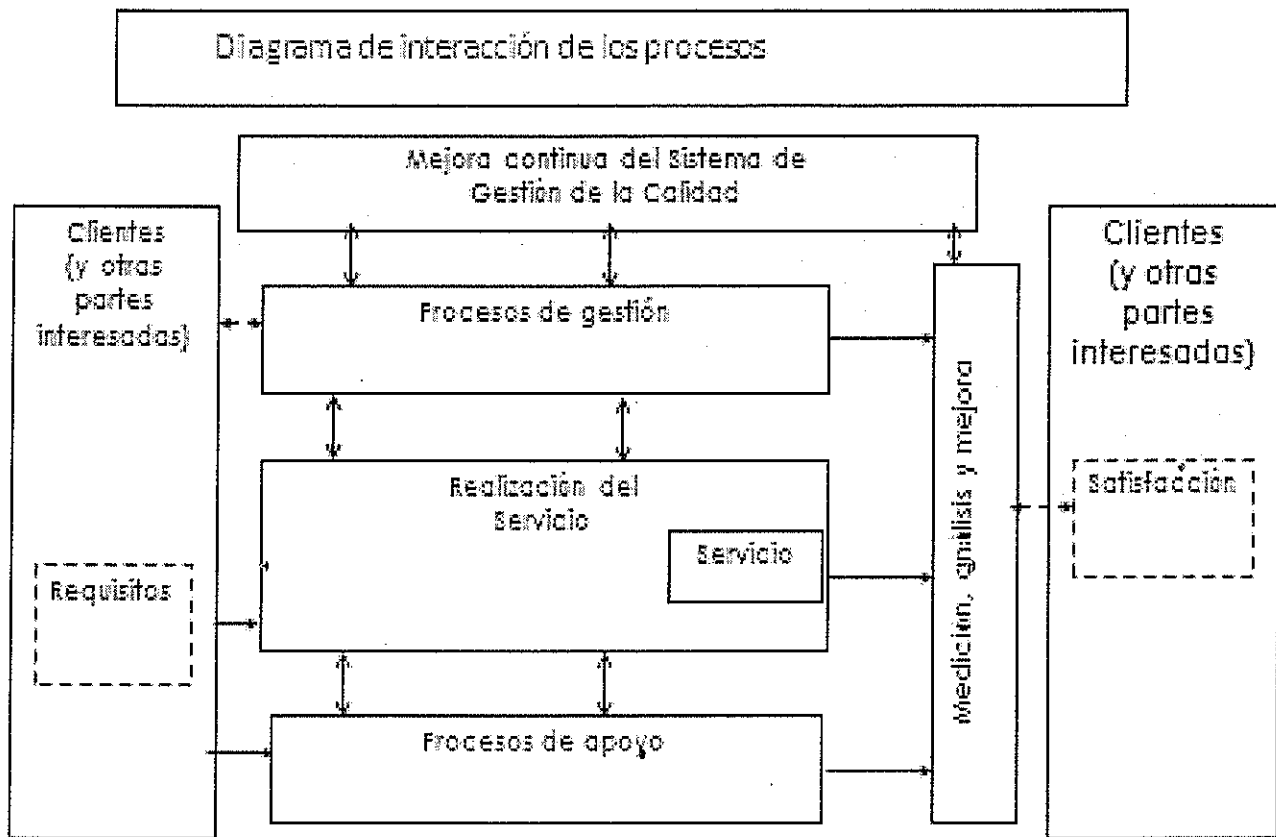 Diagrama de interacción de los procesos
Mejora continua del Sistema de
Gestión de la Calidad
Clientes
(y otras
partes
interesadas)
Requisitos
Procesos de gestión
Realización del
Servicio
Servicio
Procesos de apoyo
Medición, análisis y mejora
Clientes
(y otras
partes
interesadas)
Satisfacción